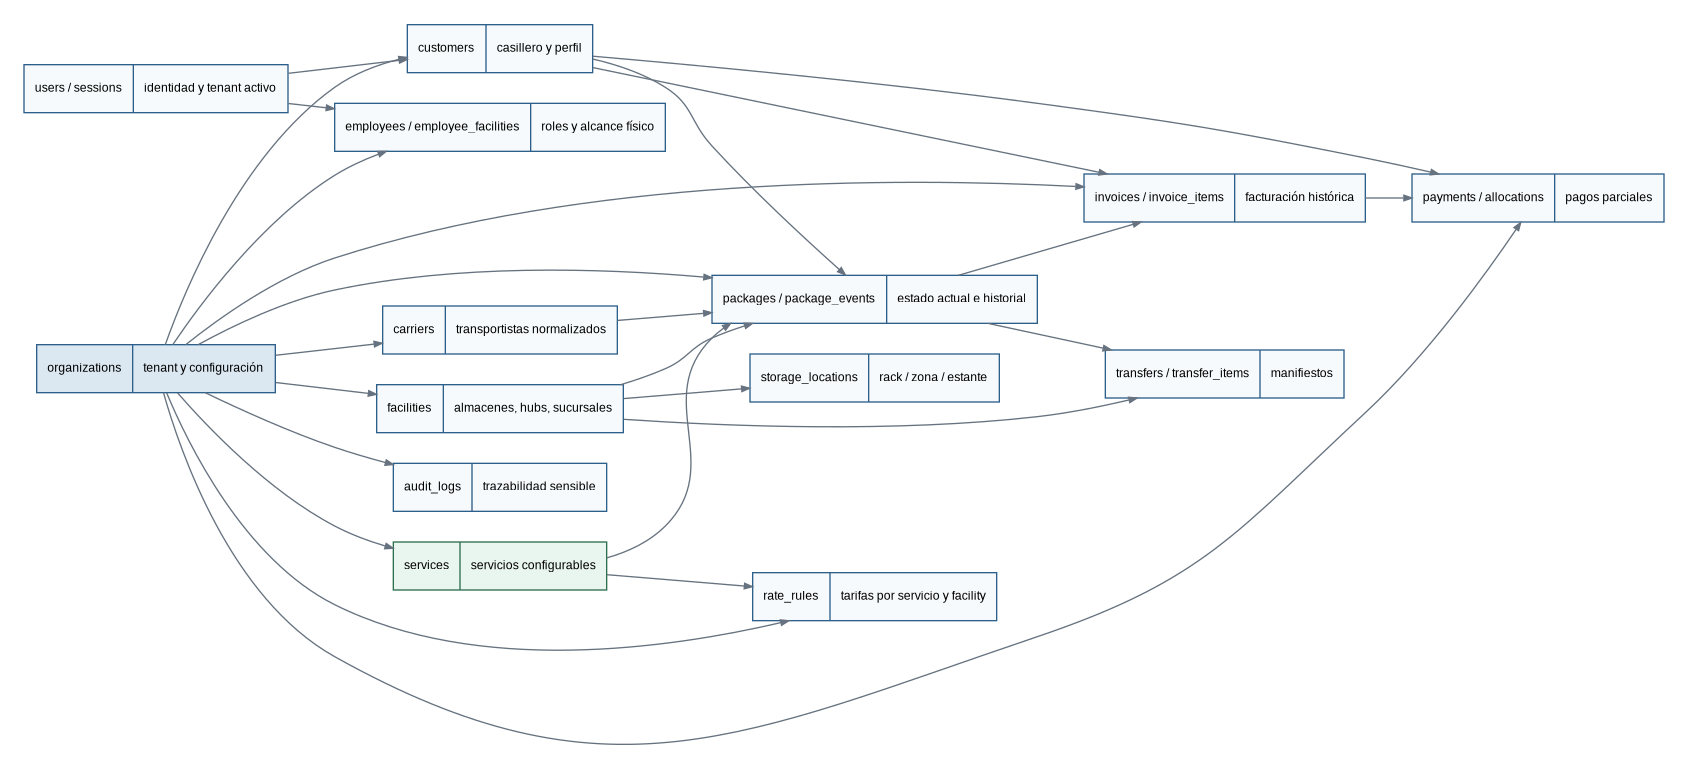 customers
casillero y perfil
users / sessions
identidad y tenant activo
employees / employee_facilities
roles y alcance físico
invoices / invoice_items
facturación histórica
payments / allocations
pagos parciales
packages / package_events
estado actual e historial
carriers
transportistas normalizados
organizations
tenant y configuración
storage_locations
rack / zona / estante
transfers / transfer_items
manifiestos
facilities
almacenes, hubs, sucursales
audit_logs
trazabilidad sensible
services
servicios configurables
rate_rules
tarifas por servicio y facility